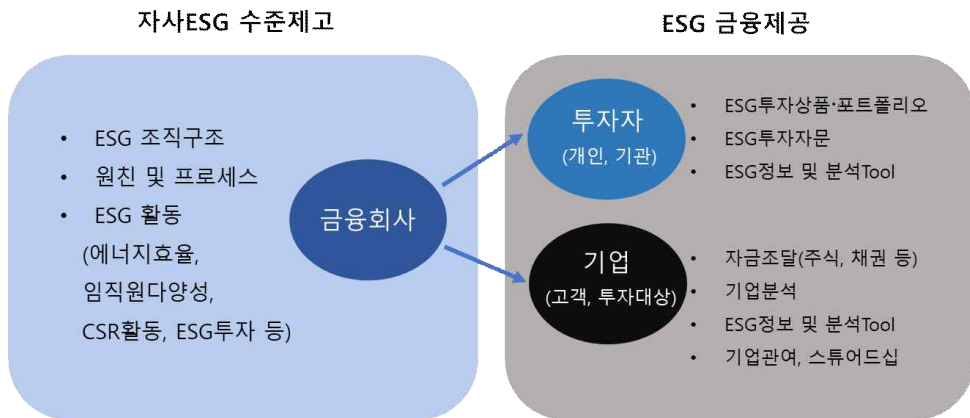 자사ESG 수준제고
• ESG 조직구조
• 원친 및 프로세스
• ESG 활동
(에너지효율,
임직원다양성,
CSR활동, ESG투자 등)
금융회사
ESG 금융제공
투자자
(개인, 기관)
• ESG투자상품·포트폴리오
• ESG투자자문
• ESG정보 및 분석Tool
기업
(고객, 투자대상)
• 자금조달(주식, 채권 등)
• 기업분석
• ESG정보 및 분석Tool
• 기업관여, 스튜어드십